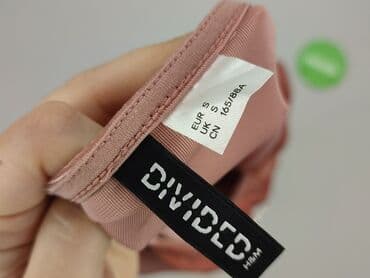 EUR S
UK S
CN 165/88A
DIVIDED
H&M